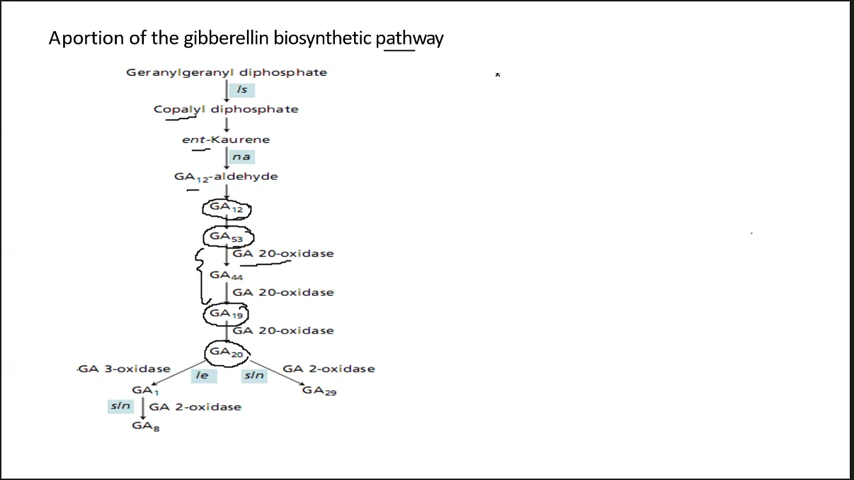 Aportion of the gibberellin biosynthetic pathway
Geranylgeranyl diphosphate
ls
Copalyl diphosphate
ent-Kaurene
na
GA12-aldehyde
GA12
GA53
GA 20-oxidase
GA44
GA 20-oxidase
GA19
GA 20-oxidase
GA20
GA 3-oxidase le sln GA 2-oxidase
GA1 GA29
sln GA 2-oxidase
GA8